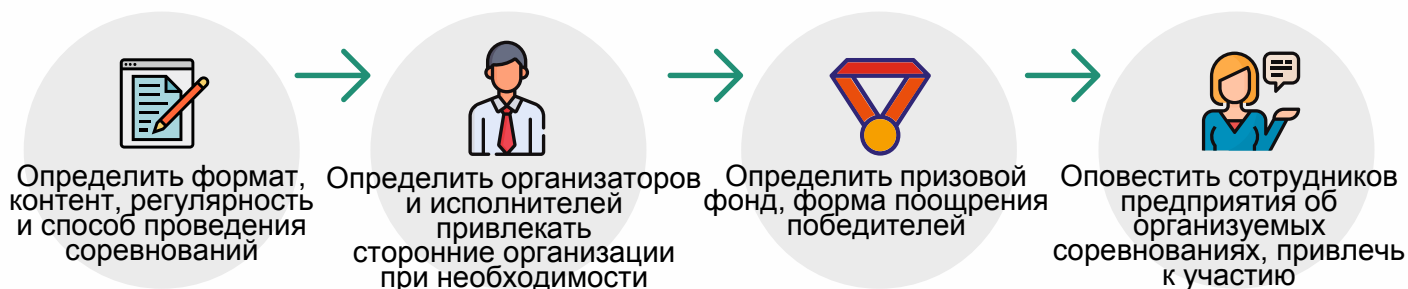 Определить формат,
контент, регулярность
и способ проведения
соревнований
Определить организаторов
и исполнителей
привлекать
сторонние организации
при необходимости
Определить призовой
фонд, форма поощрения
победителей
Оповестить сотрудников
предприятия об
организуемых
соревнованиях, привлечь
к участию